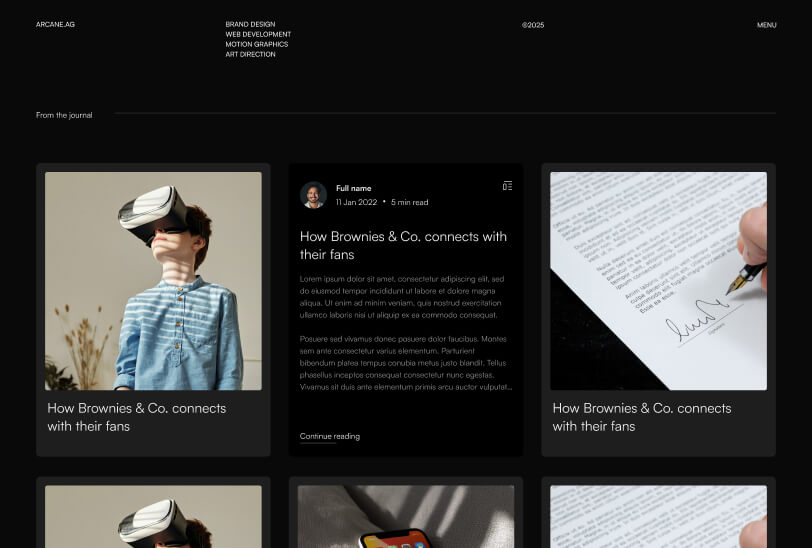 ARCANE.AG
BRAND DESIGN
WEB DEVELOPMENT
MOTION GRAPHICS
ART DIRECTION
©2025
MENU
From the journal
How Brownies & Co. connects
with their fans
Full name
11 Jan 2022 • 5 min read
How Brownies & Co. connects with
their fans
Lorem ipsum dolor sit amet, consectetur adipiscing elit, sed
do eiusmod tempor incididunt ut labore et dolore magna
aliqua. Ut enim ad minim veniam, quis nostrud exercitation
ullamco laboris nisi ut aliquip ex ea commodo consequat.
Posuere sed vivamus donec posuere dolor faucibus. Montes
sem ante consectetur varius elementum. Parturient
bibendum platea tempus conubia metus justo blandit. Tellus
phasellus inceptos consequat consectetur nunc egestas.
Vivamus sit duis ante elementum primis arcu auctor vulputat...
Continue reading
How Brownies & Co. connects
with their fans